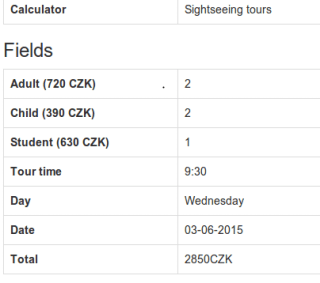 Calculator Sightseeing tours
Fields
Adult (720 CZK) . 2
Child (390 CZK) 2
Student (630 CZK) 1
Tour time 9:30
Day Wednesday
Date 03-06-2015
Total 2850CZK